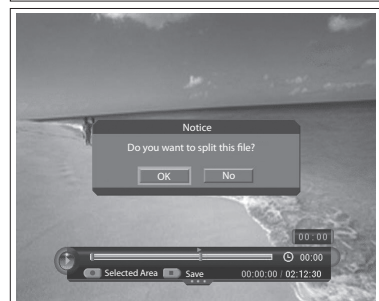 Notice
Do you want to split this file?
OK No
00:00
00:00
Selected Area Save 00:00:00 / 02:12:30